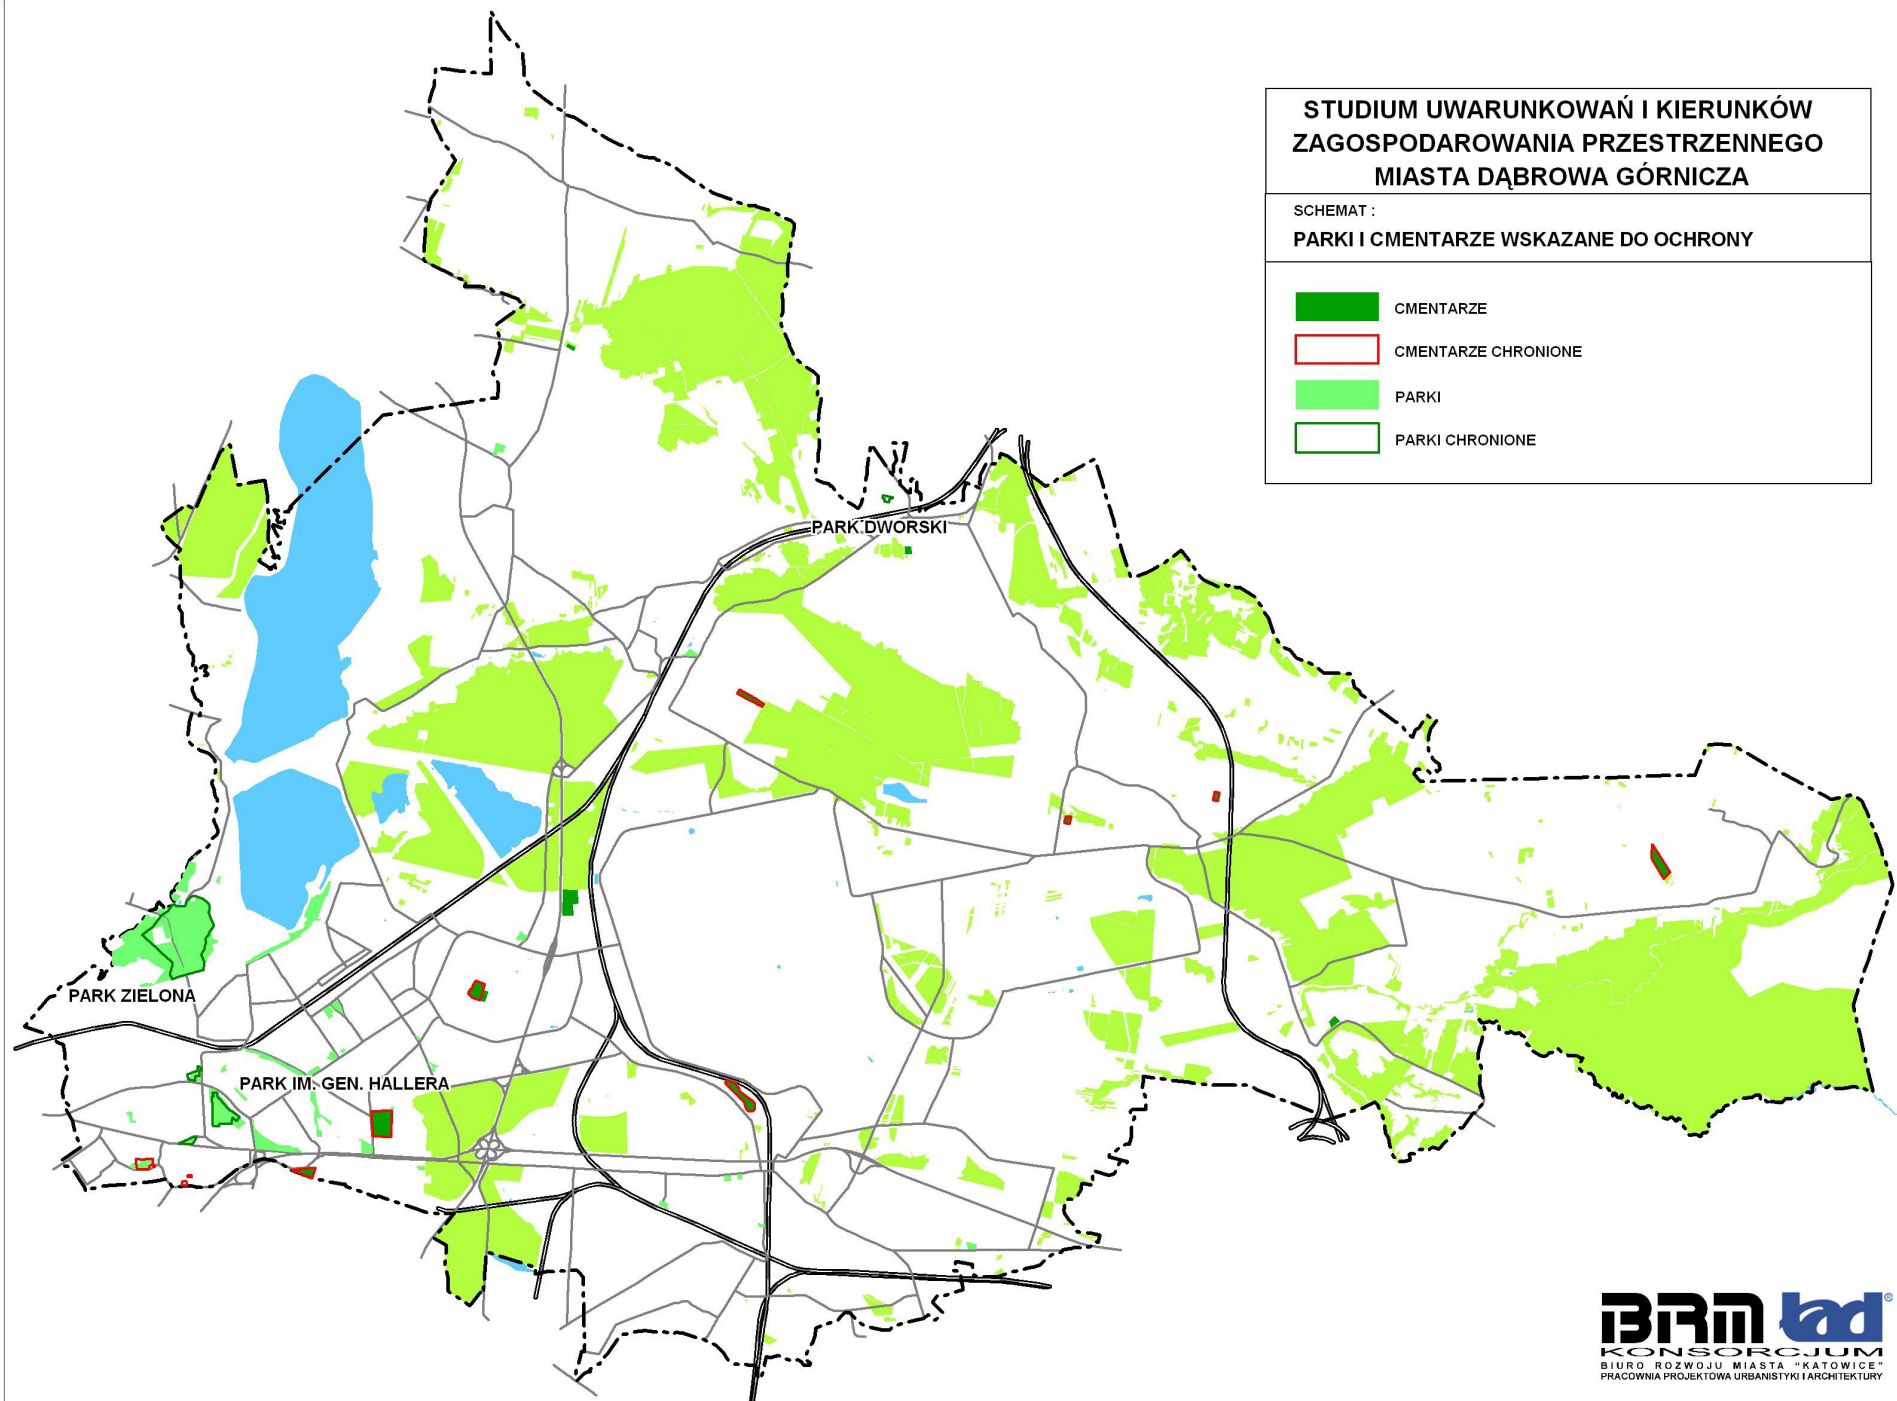 STUDIUM UWARUNKOWAŃ I KIERUNKÓW
ZAGOSPODAROWANIA PRZESTRZENNEGO
MIASTA DĄBROWA GÓRNICZA
SCHEMAT :
PARKI I CMENTARZE WSKAZANE DO OCHRONY
CMENTARZE
CMENTARZE CHRONIONE
PARKI
PARKI CHRONIONE
PARK DWORSKI
PARK ZIELONA
PARK IM. GEN. HALLERA
BRM ład®
KONSORCJUM
BIURO ROZWOJU MIASTA "KATOWICE"
PRACOWNIA PROJEKTOWA URBANISTYKI I ARCHITEKTURY